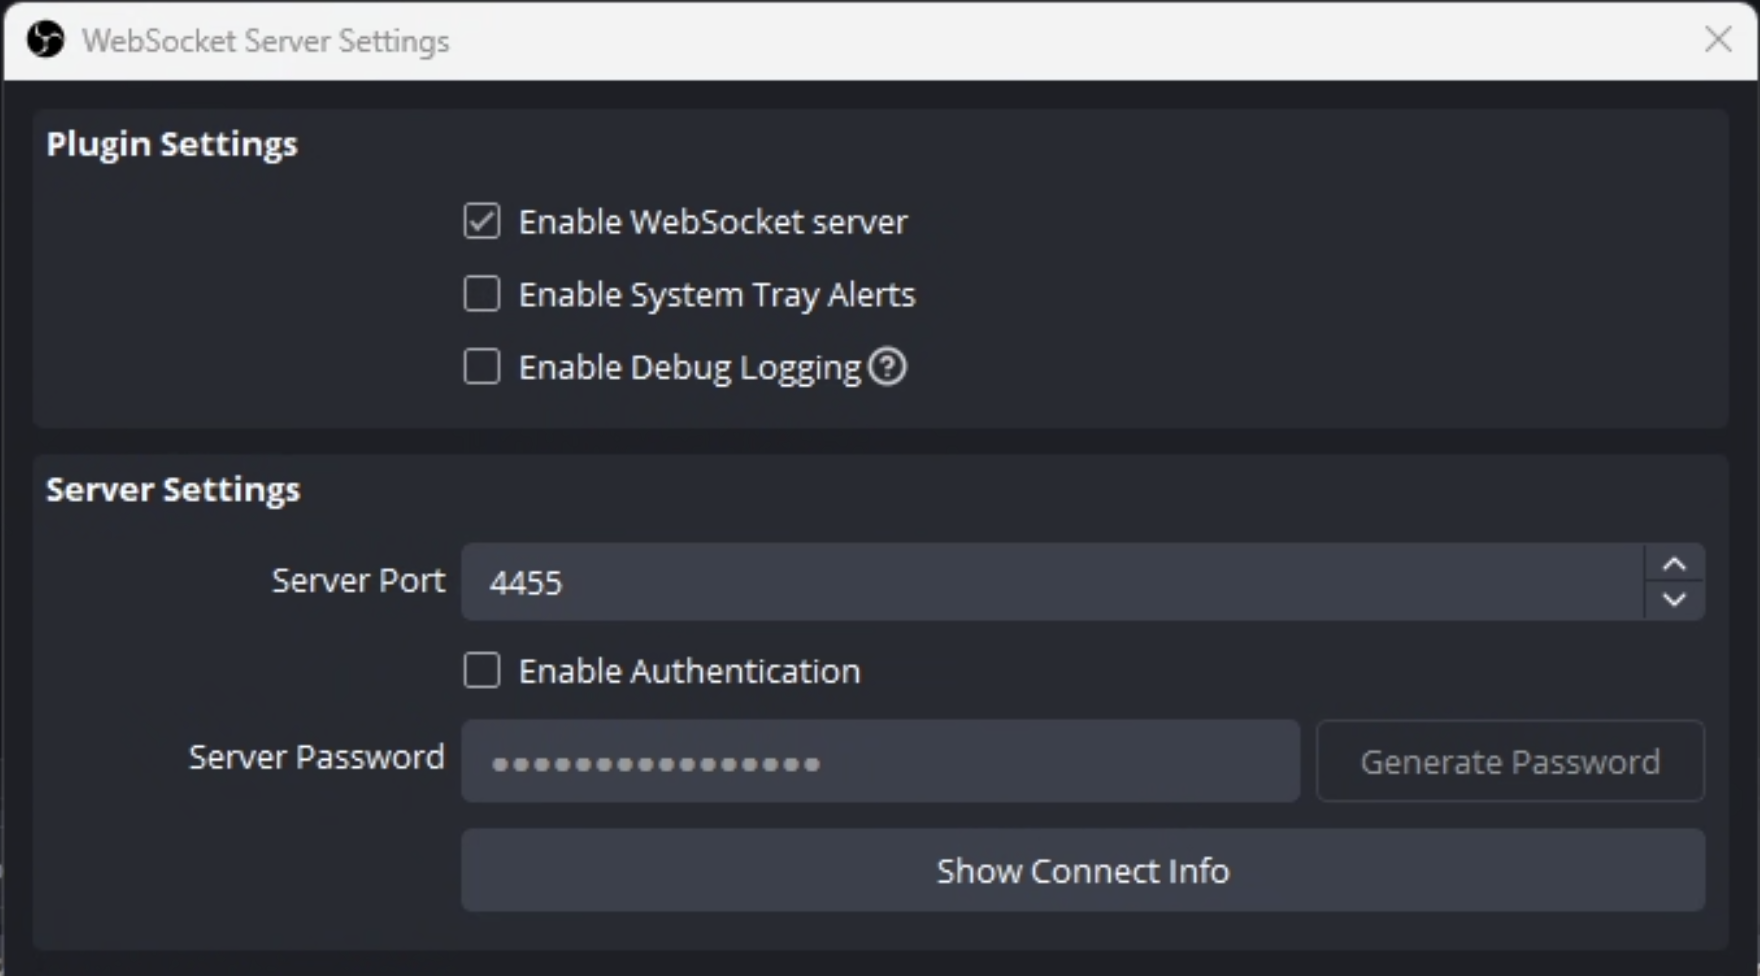 WebSocket Server Settings
Plugin Settings
Enable WebSocket server
Enable System Tray Alerts
Enable Debug Logging
Server Settings
Server Port 4455
Enable Authentication
Server Password ●●●●●●●●●●●●●●●● Generate Password
Show Connect Info